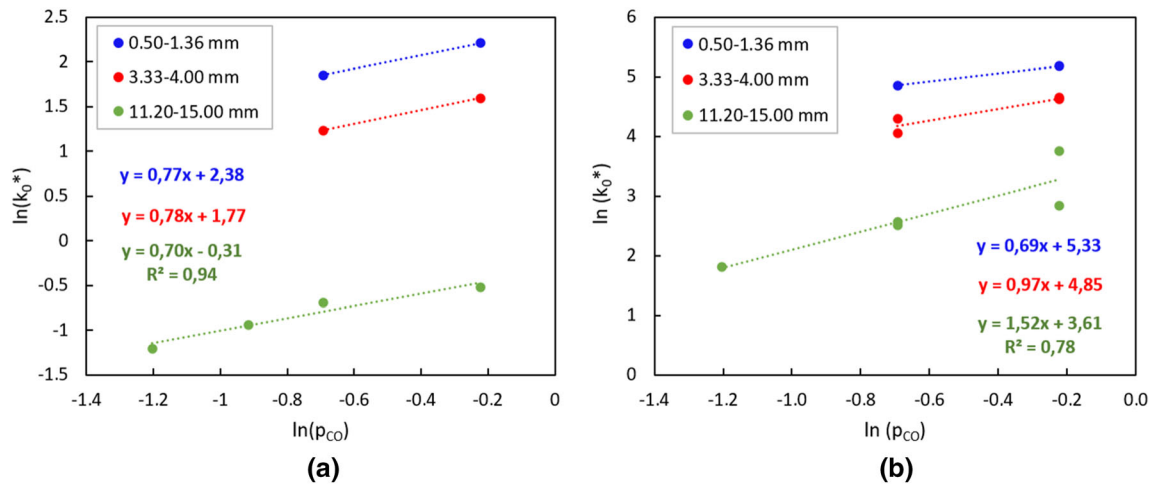 2.5
2
1.5
1
0.5
0
-0.5
-1
-1.5
ln(k₀*)
0.50-1.36 mm
3.33-4.00 mm
11.20-15.00 mm
y = 0,77x + 2,38
y = 0,78x + 1,77
y = 0,70x - 0,31
R² = 0,94
-1.4 -1.2 -1 -0.8 -0.6 -0.4 -0.2 0
ln(p_CO)
(a)
6
5
4
3
2
1
0
ln (k₀*)
0.50-1.36 mm
3.33-4.00 mm
11.20-15.00 mm
y = 0,69x + 5,33
y = 0,97x + 4,85
y = 1,52x + 3,61
R² = 0,78
-1.4 -1.2 -1.0 -0.8 -0.6 -0.4 -0.2 0.0
ln (p_CO)
(b)